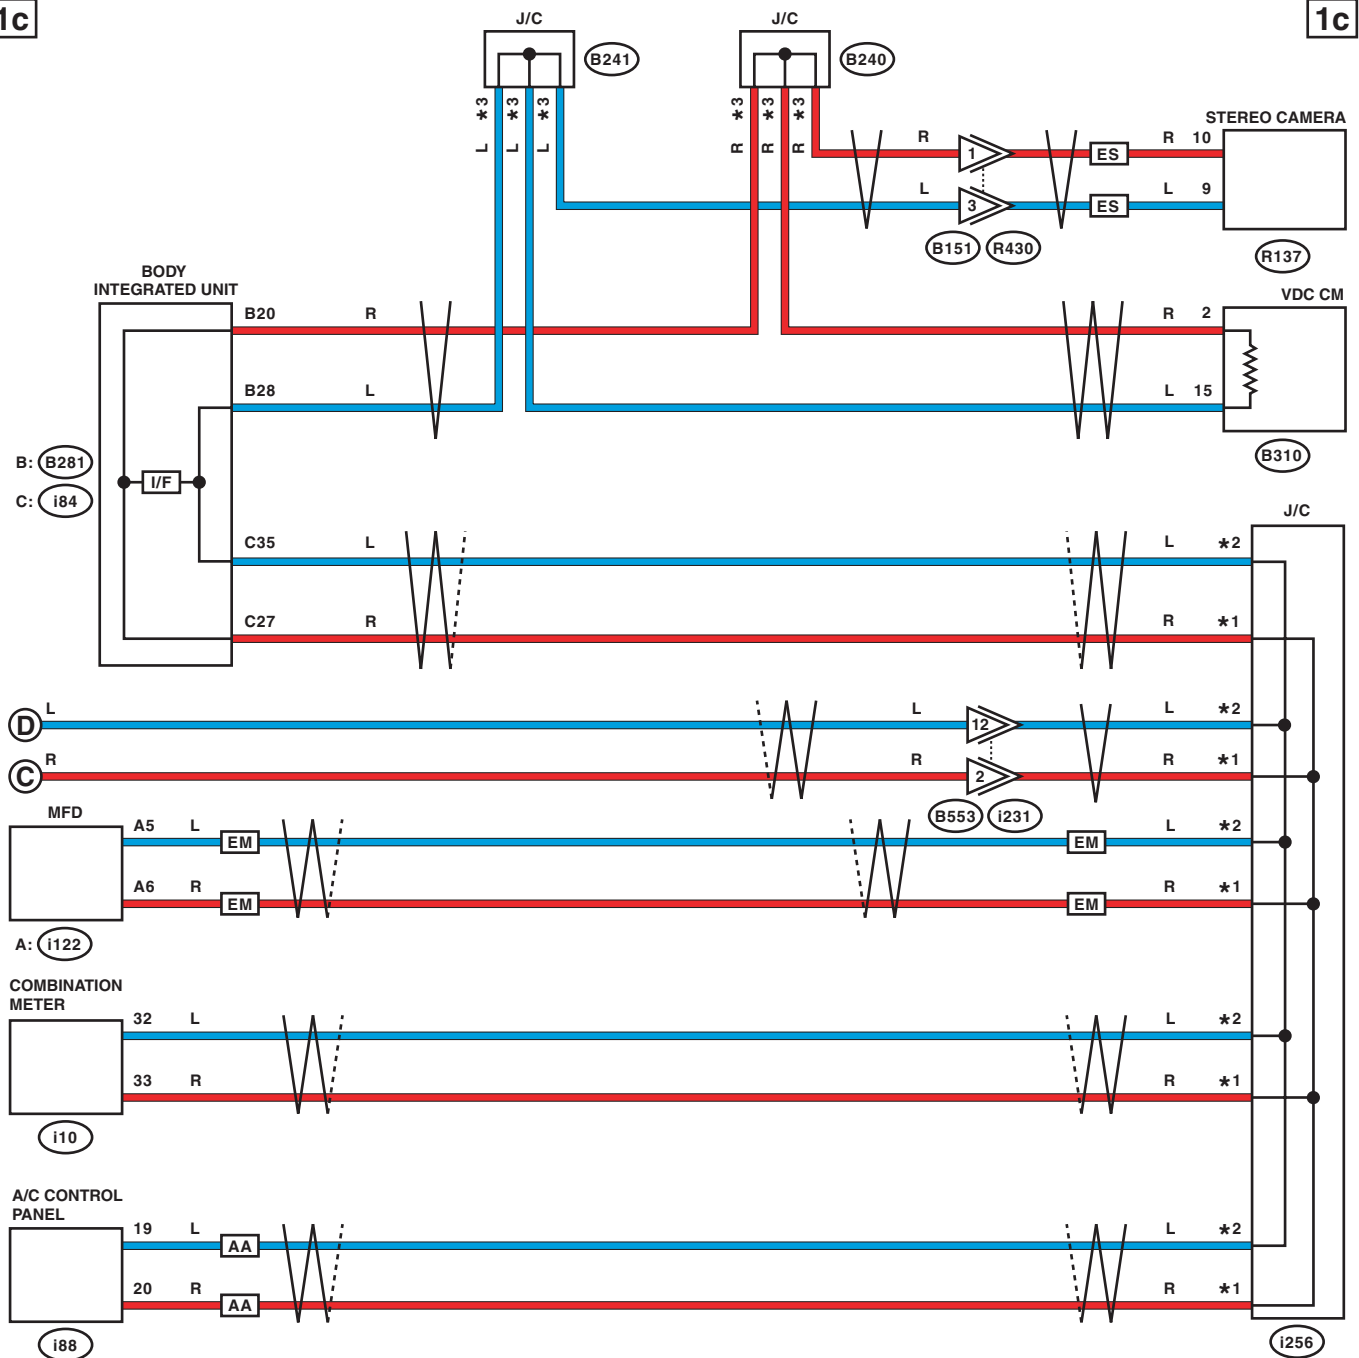 1c
1c
J/C
J/C
B241
B240
L *3
L *3
L *3
R *3
R *3
R *3
STEREO CAMERA
R
1
ES
R 10
L
3
ES
L 9
B151
R430
R137
BODY
INTEGRATED UNIT
VDC CM
B20 R
R 2
B28 L
L 15
B: B281
I/F
B310
C: i84
J/C
C35 L
L *2
C27 R
R *1
D L
L
12
L *2
C R
R
2
R *1
MFD
B553
i231
A5 L
EM
EM
L *2
A6 R
EM
EM
R *1
A: i122
COMBINATION
METER
32 L
L *2
33 R
R *1
i10
A/C CONTROL
PANEL
19 L
AA
L *2
20 R
AA
R *1
i88
i256